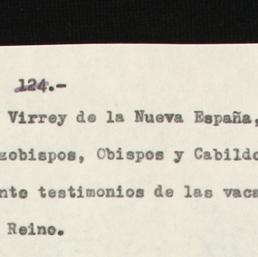 124.-
Virrey de la Nueva España,
zobispos, Obispos y Cabildo
nte testimonios de las vaca
Reino.